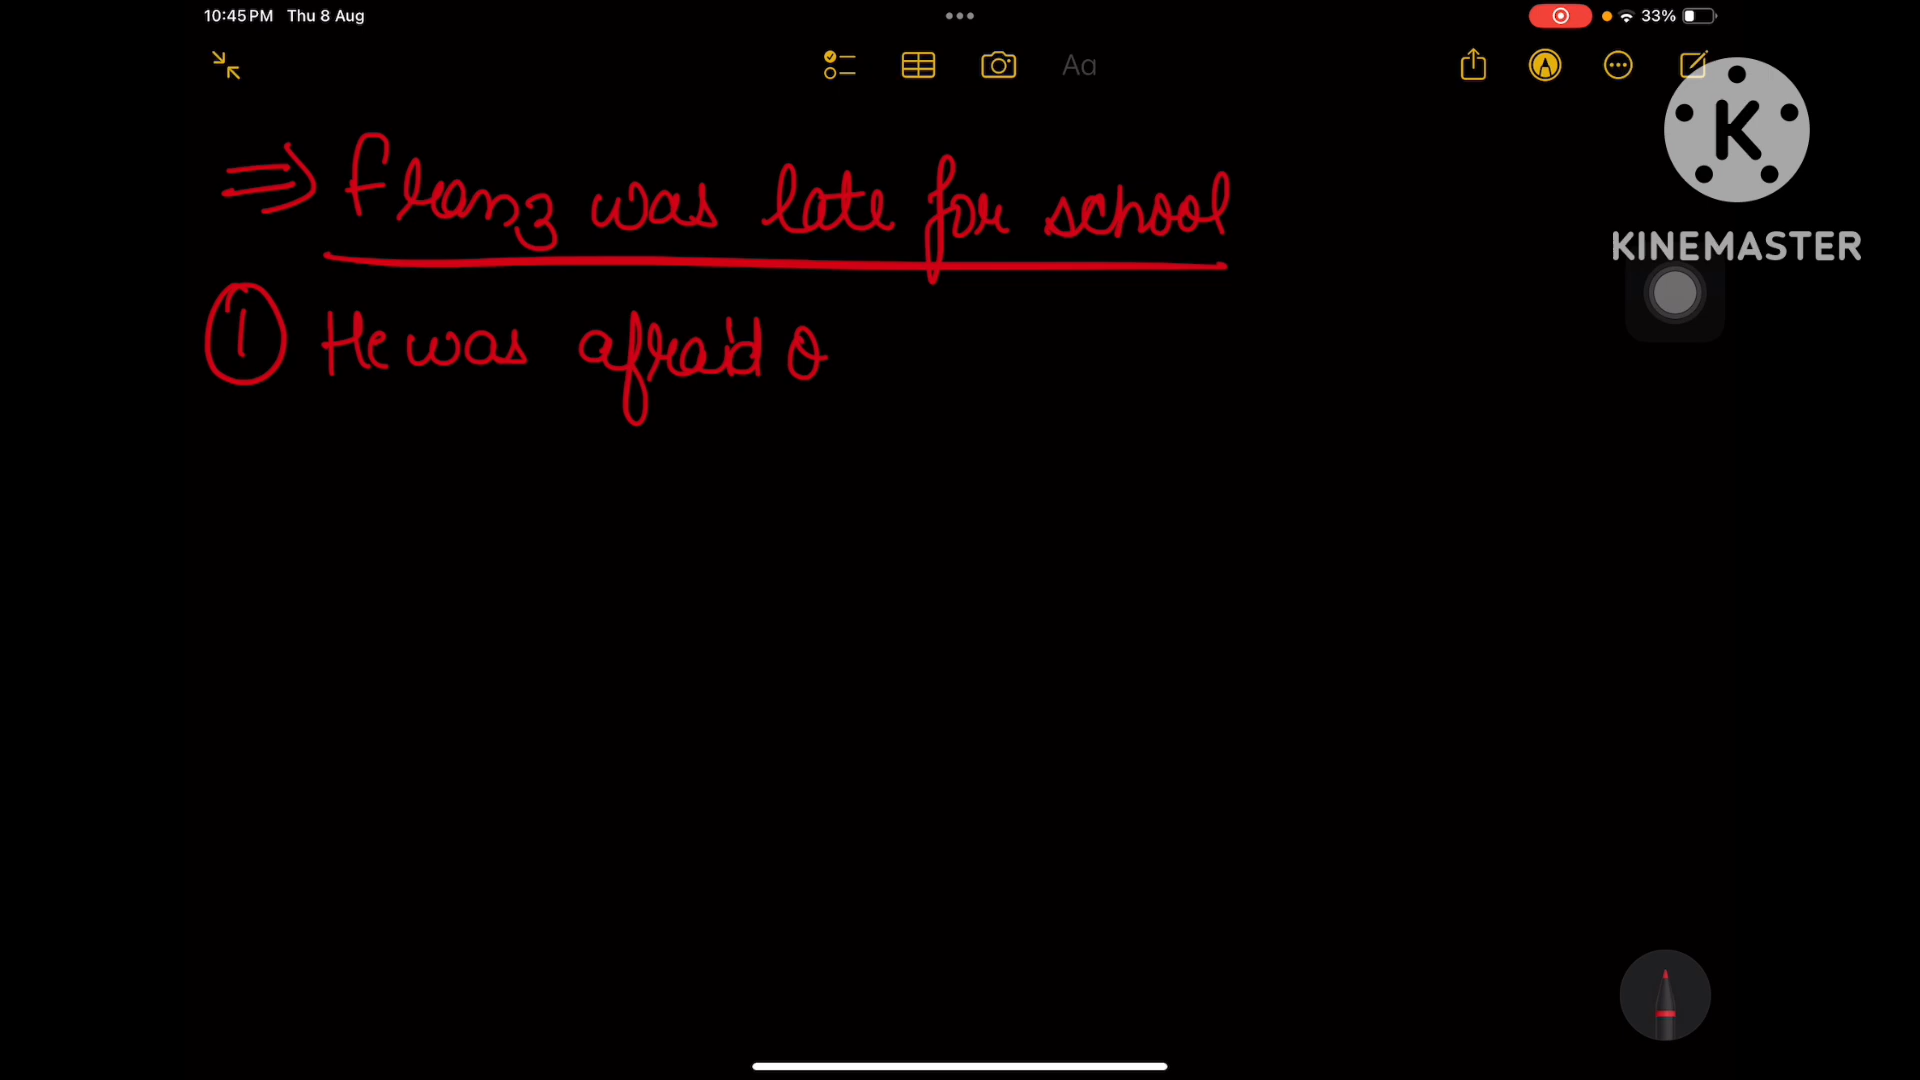 10:45 PM Thu 8 Aug
33%
Aa
K
KINEMASTER
⇒ Franz was late for school
① He was afraid o